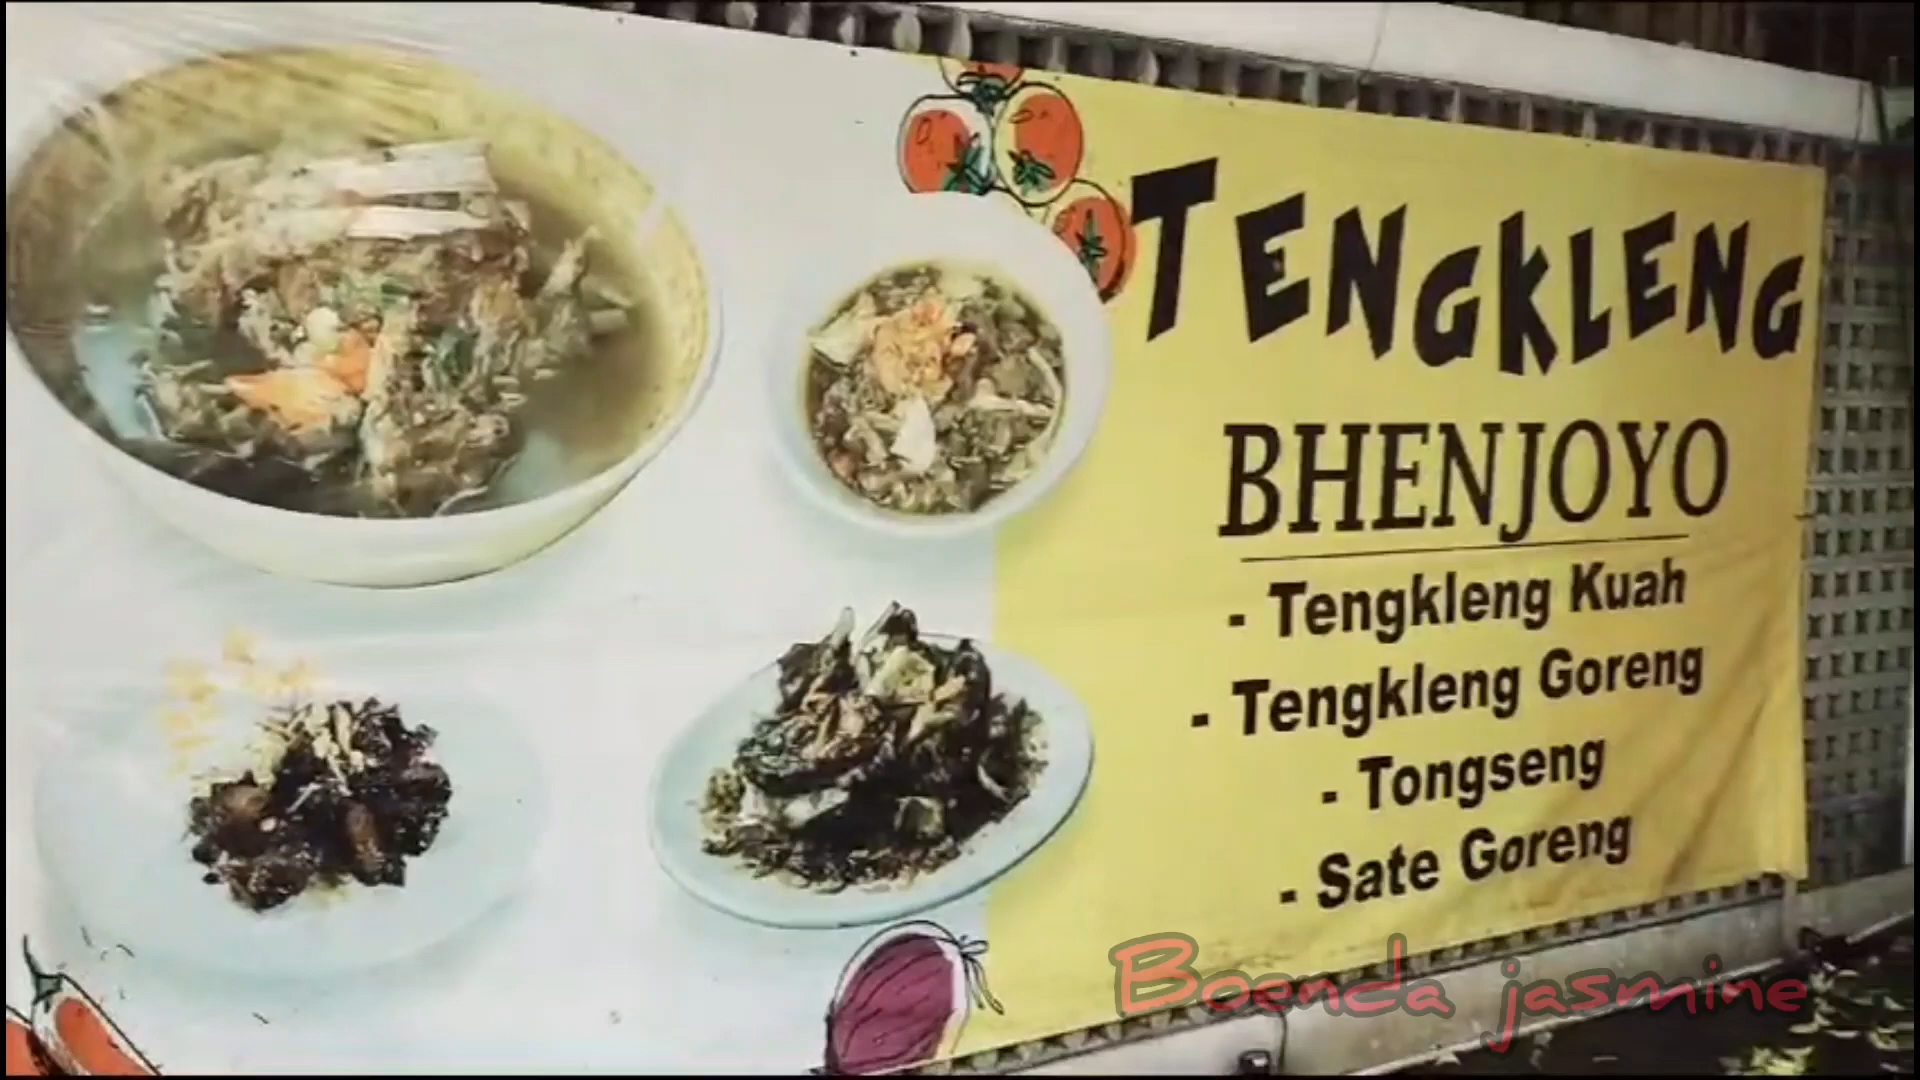 TENGKLENG
BHENJOYO
- Tengkleng Kuah
- Tengkleng Goreng
- Tongseng
- Sate Goreng
Boenda jasmine